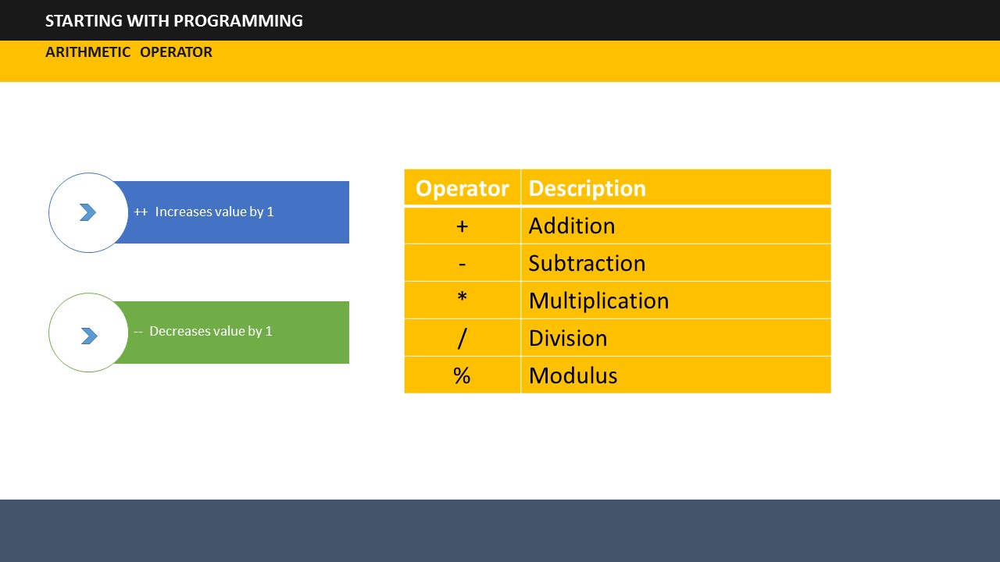 STARTING WITH PROGRAMMING
ARITHMETIC OPERATOR
++ Increases value by 1
-- Decreases value by 1
Operator Description
+ Addition
- Subtraction
* Multiplication
/ Division
% Modulus